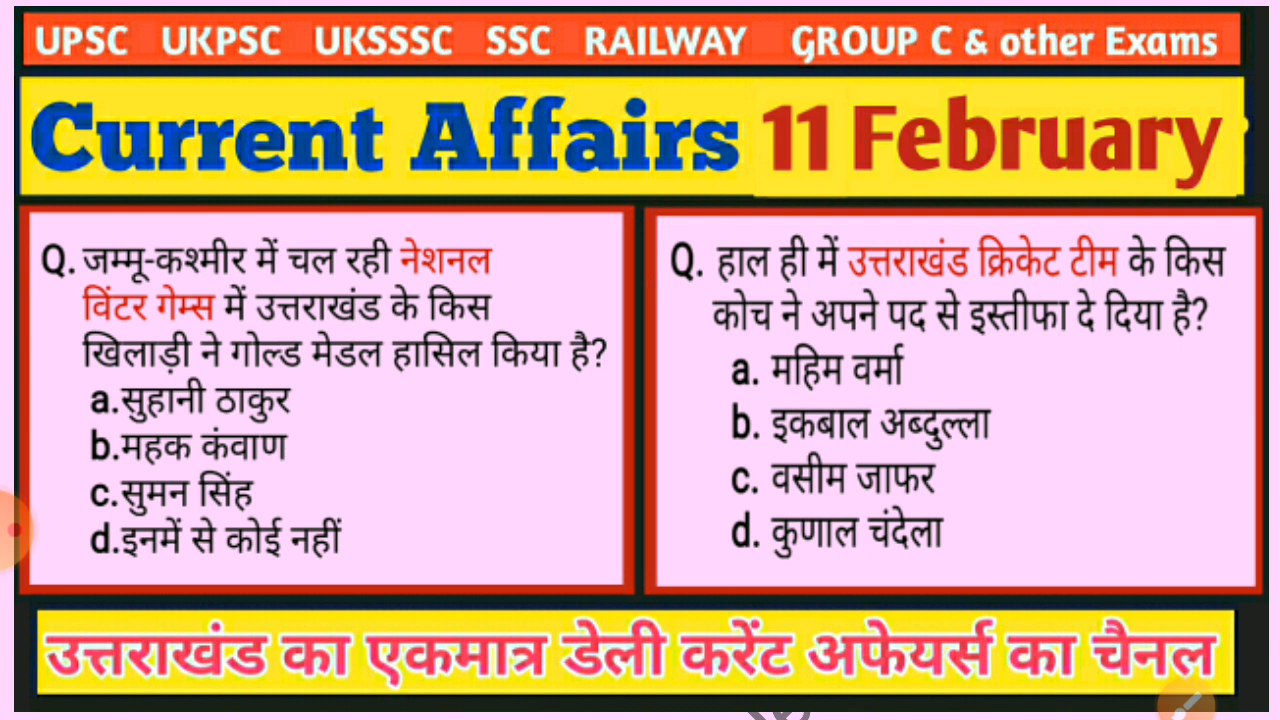 UPSC UKPSC UKSSSC SSC RAILWAY GROUP C & other Exams
Current Affairs 11 February
Q. जम्मू-कश्मीर में चल रही नेशनल
विंटर गेम्स में उत्तराखंड के किस
खिलाड़ी ने गोल्ड मेडल हासिल किया है?
a.सुहानी ठाकुर
b.महक कंवाण
c.सुमन सिंह
d.इनमें से कोई नहीं
Q. हाल ही में उत्तराखंड क्रिकेट टीम के किस
कोच ने अपने पद से इस्तीफा दे दिया है?
a. महिम वर्मा
b. इकबाल अब्दुल्ला
c. वसीम जाफर
d. कुणाल चंदेला
उत्तराखंड का एकमात्र डेली करेंट अफेयर्स का चैनल